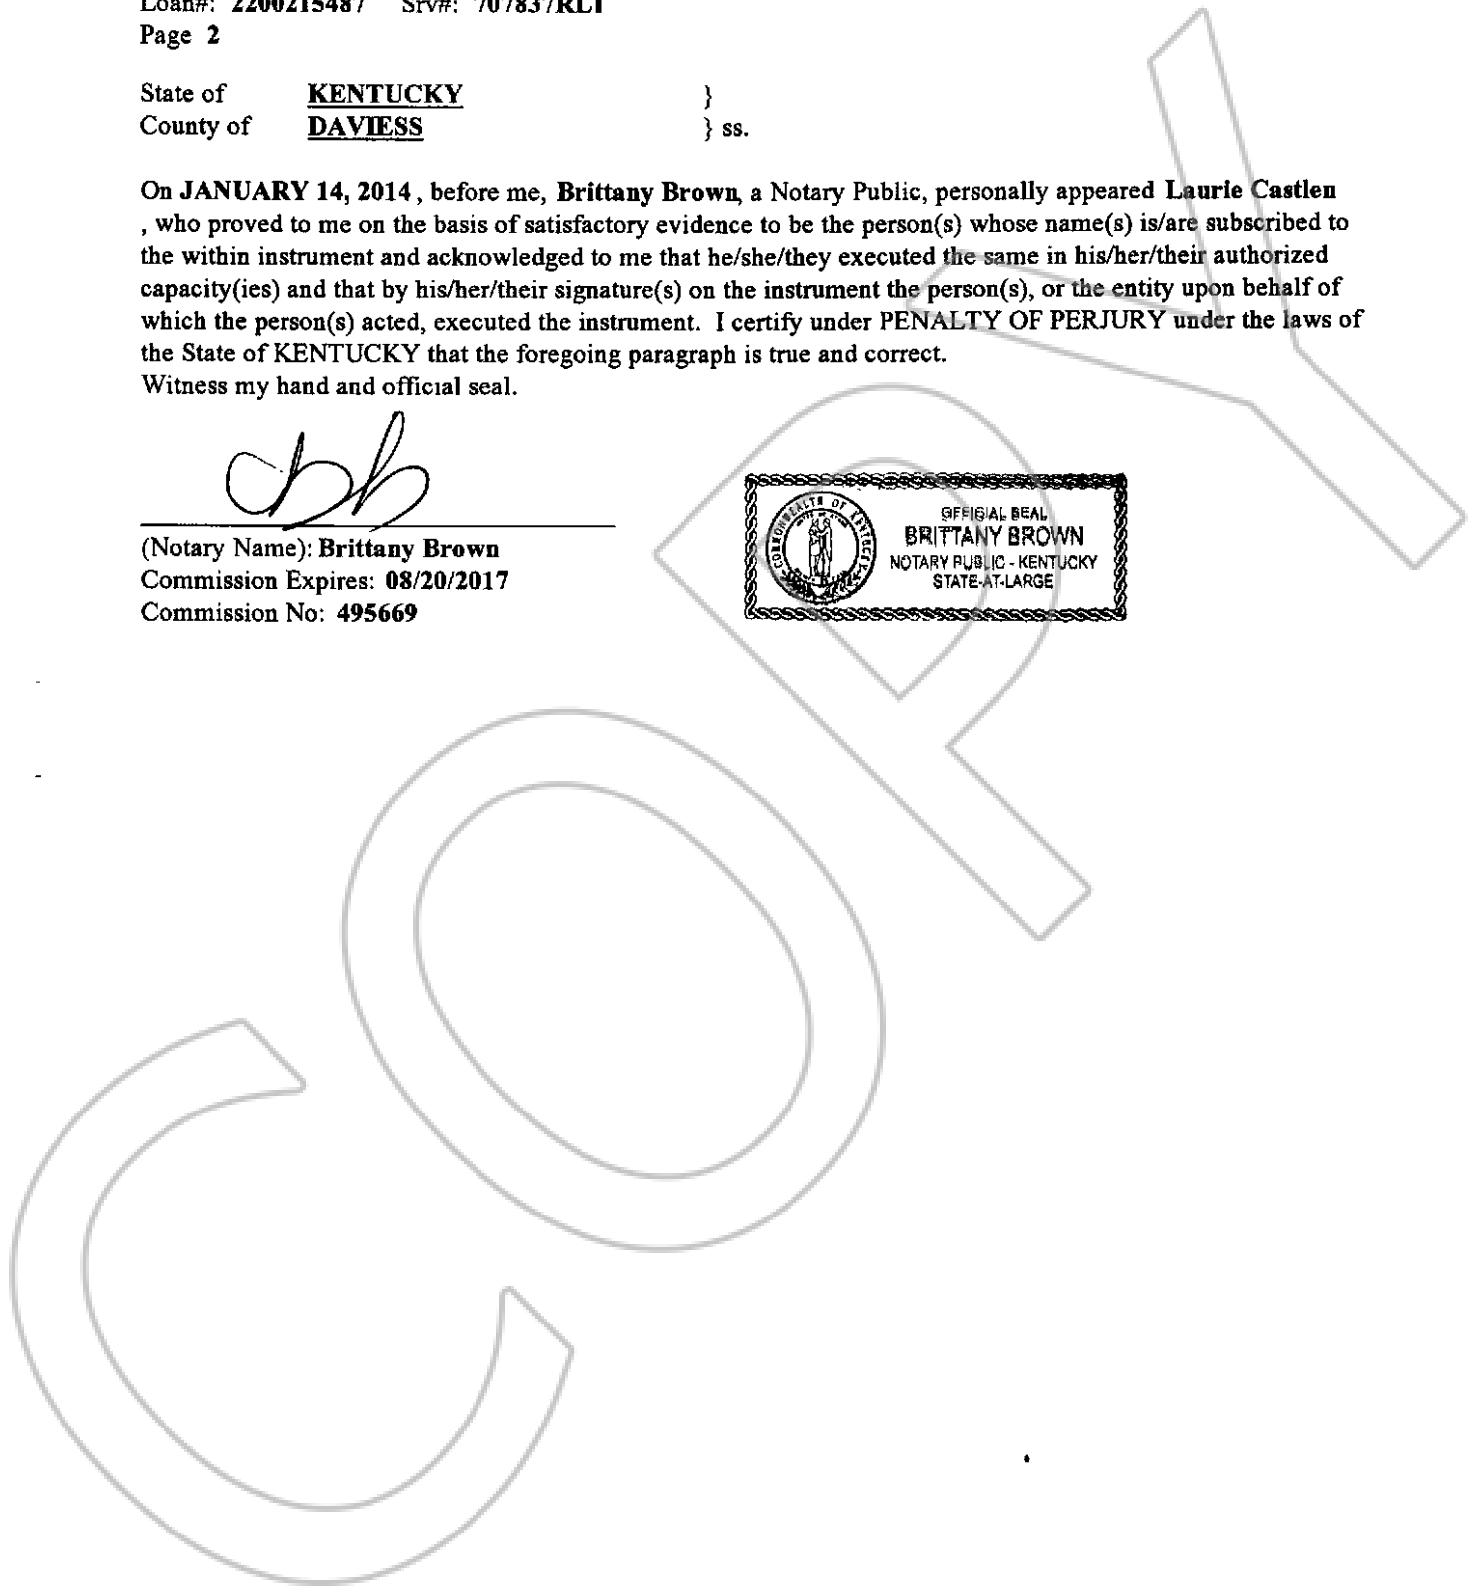 Loan#: 2200215487 Srv#: 707837RL1
Page 2
State of KENTUCKY }
County of DAVIESS } ss.
On JANUARY 14, 2014, before me, Brittany Brown, a Notary Public, personally appeared Laurie Castlen
, who proved to me on the basis of satisfactory evidence to be the person(s) whose name(s) is/are subscribed to
the within instrument and acknowledged to me that he/she/they executed the same in his/her/their authorized
capacity(ies) and that by his/her/their signature(s) on the instrument the person(s), or the entity upon behalf of
which the person(s) acted, executed the instrument. I certify under PENALTY OF PERJURY under the laws of
the State of KENTUCKY that the foregoing paragraph is true and correct.
Witness my hand and official seal.
(Notary Name): Brittany Brown
Commission Expires: 08/20/2017
Commission No: 495669
COMMONWEALTH OF KENTUCKY
OFFICIAL SEAL
BRITTANY BROWN
NOTARY PUBLIC - KENTUCKY
STATE-AT-LARGE
COPY